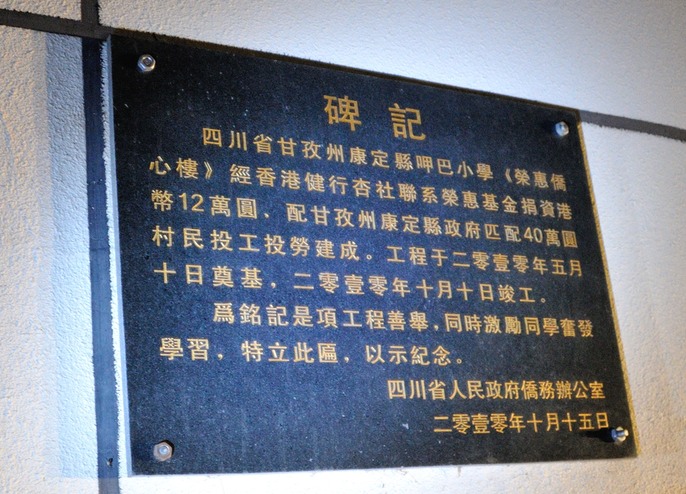 碑記
四川省甘孜州康定縣呷巴小學《榮惠僑
心樓》經香港健行杏社聯系榮惠基金捐資港
幣12萬圓，配甘孜州康定縣政府匹配40萬圓
村民投工投勞建成。工程于二零壹零年五月
十日奠基，二零壹零年十月十日竣工。
爲銘記是項工程善舉，同時激勵同學奮發
學習，特立此匾，以示紀念。
四川省人民政府僑務辦公室
二零壹零年十月十五日